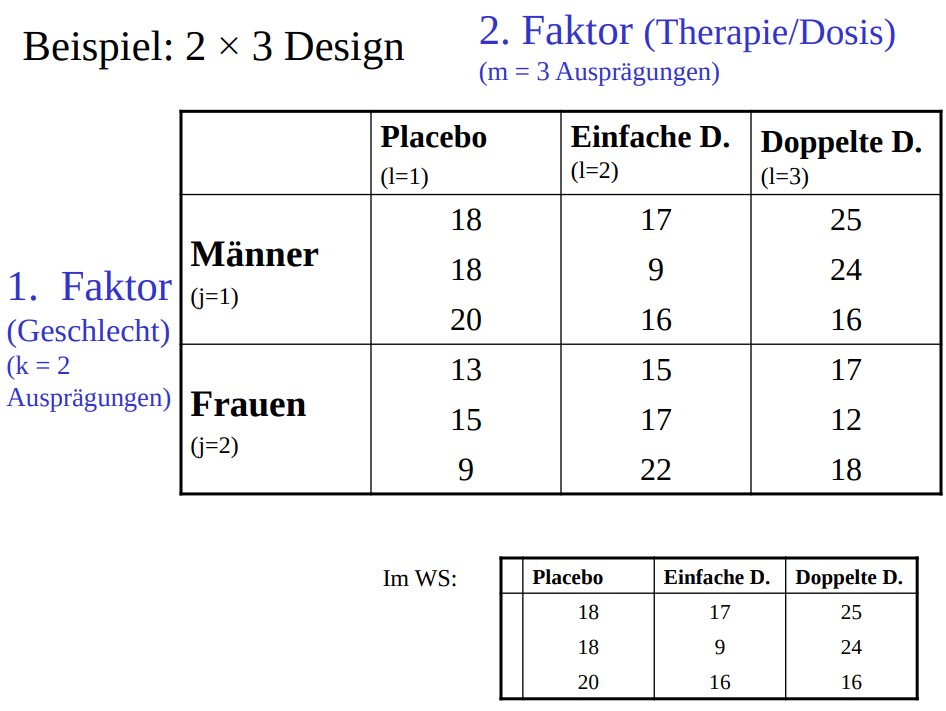 Beispiel: 2 × 3 Design
2. Faktor (Therapie/Dosis)
(m = 3 Ausprägungen)
Placebo Einfache D. Doppelte D.
(l=1) (l=2) (l=3)
1. Faktor
(Geschlecht)
(k = 2
Ausprägungen)
Männer
(j=1)
18 17 25
18 9 24
20 16 16
Frauen
(j=2)
13 15 17
15 17 12
9 22 18
Im WS:
Placebo Einfache D. Doppelte D.
18 17 25
18 9 24
20 16 16